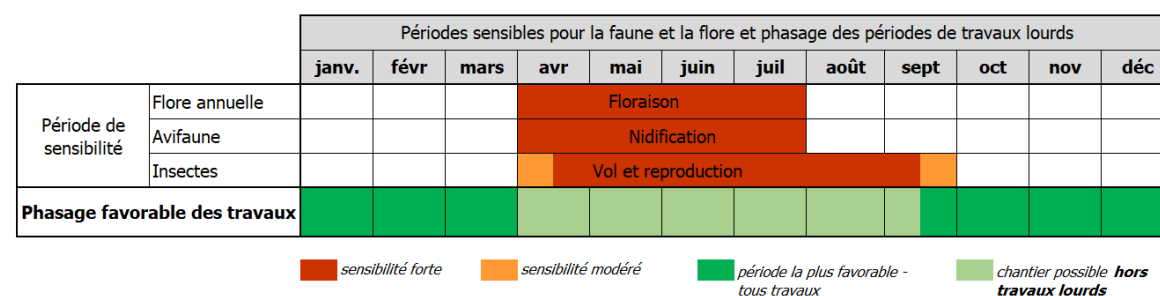 Périodes sensibles pour la faune et la flore et phasage des périodes de travaux lourds
janv. févr mars avr mai juin juil août sept oct nov déc
Période de sensibilité
Flore annuelle
Floraison
Avifaune
Nidification
Insectes
Vol et reproduction
Phasage favorable des travaux
sensibilité forte
sensibilité modéré
période la plus favorable -
tous travaux
chantier possible hors
travaux lourds